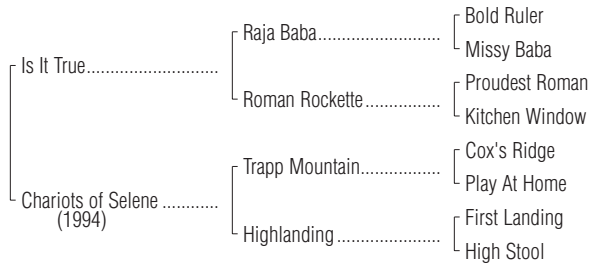 Bold Ruler
Raja Baba..................................
Missy Baba
Is It True...........................
Proudest Roman
Roman Rockette.................
Kitchen Window
Cox's Ridge
Trapp Mountain..................
Play At Home
Chariots of Selene ............
(1994)
First Landing
Highlanding .......................
High Stool